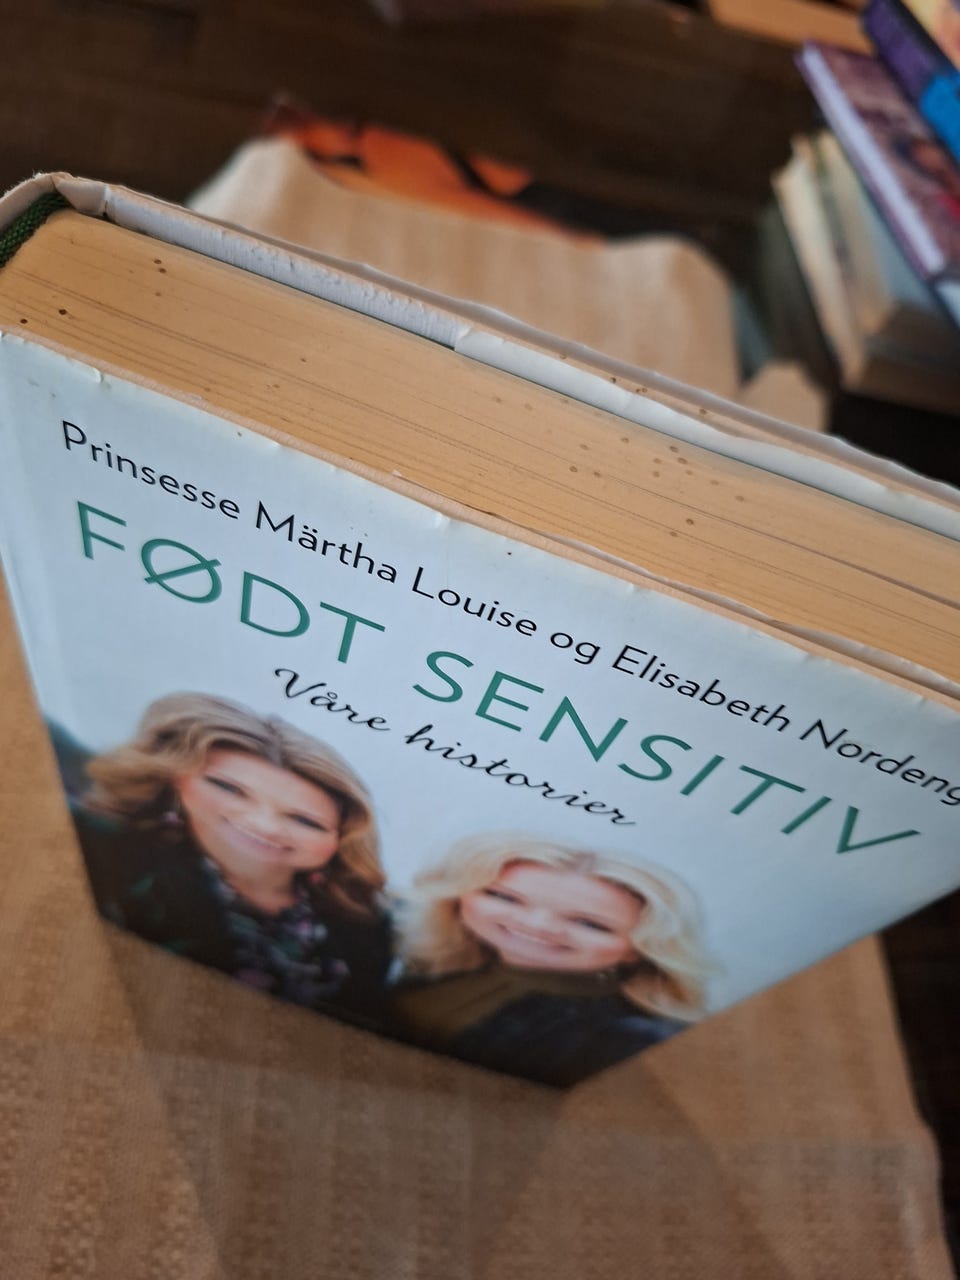 Prinsesse Märtha Louise og Elisabeth Nordeng
FØDT SENSITIV
Våre historier